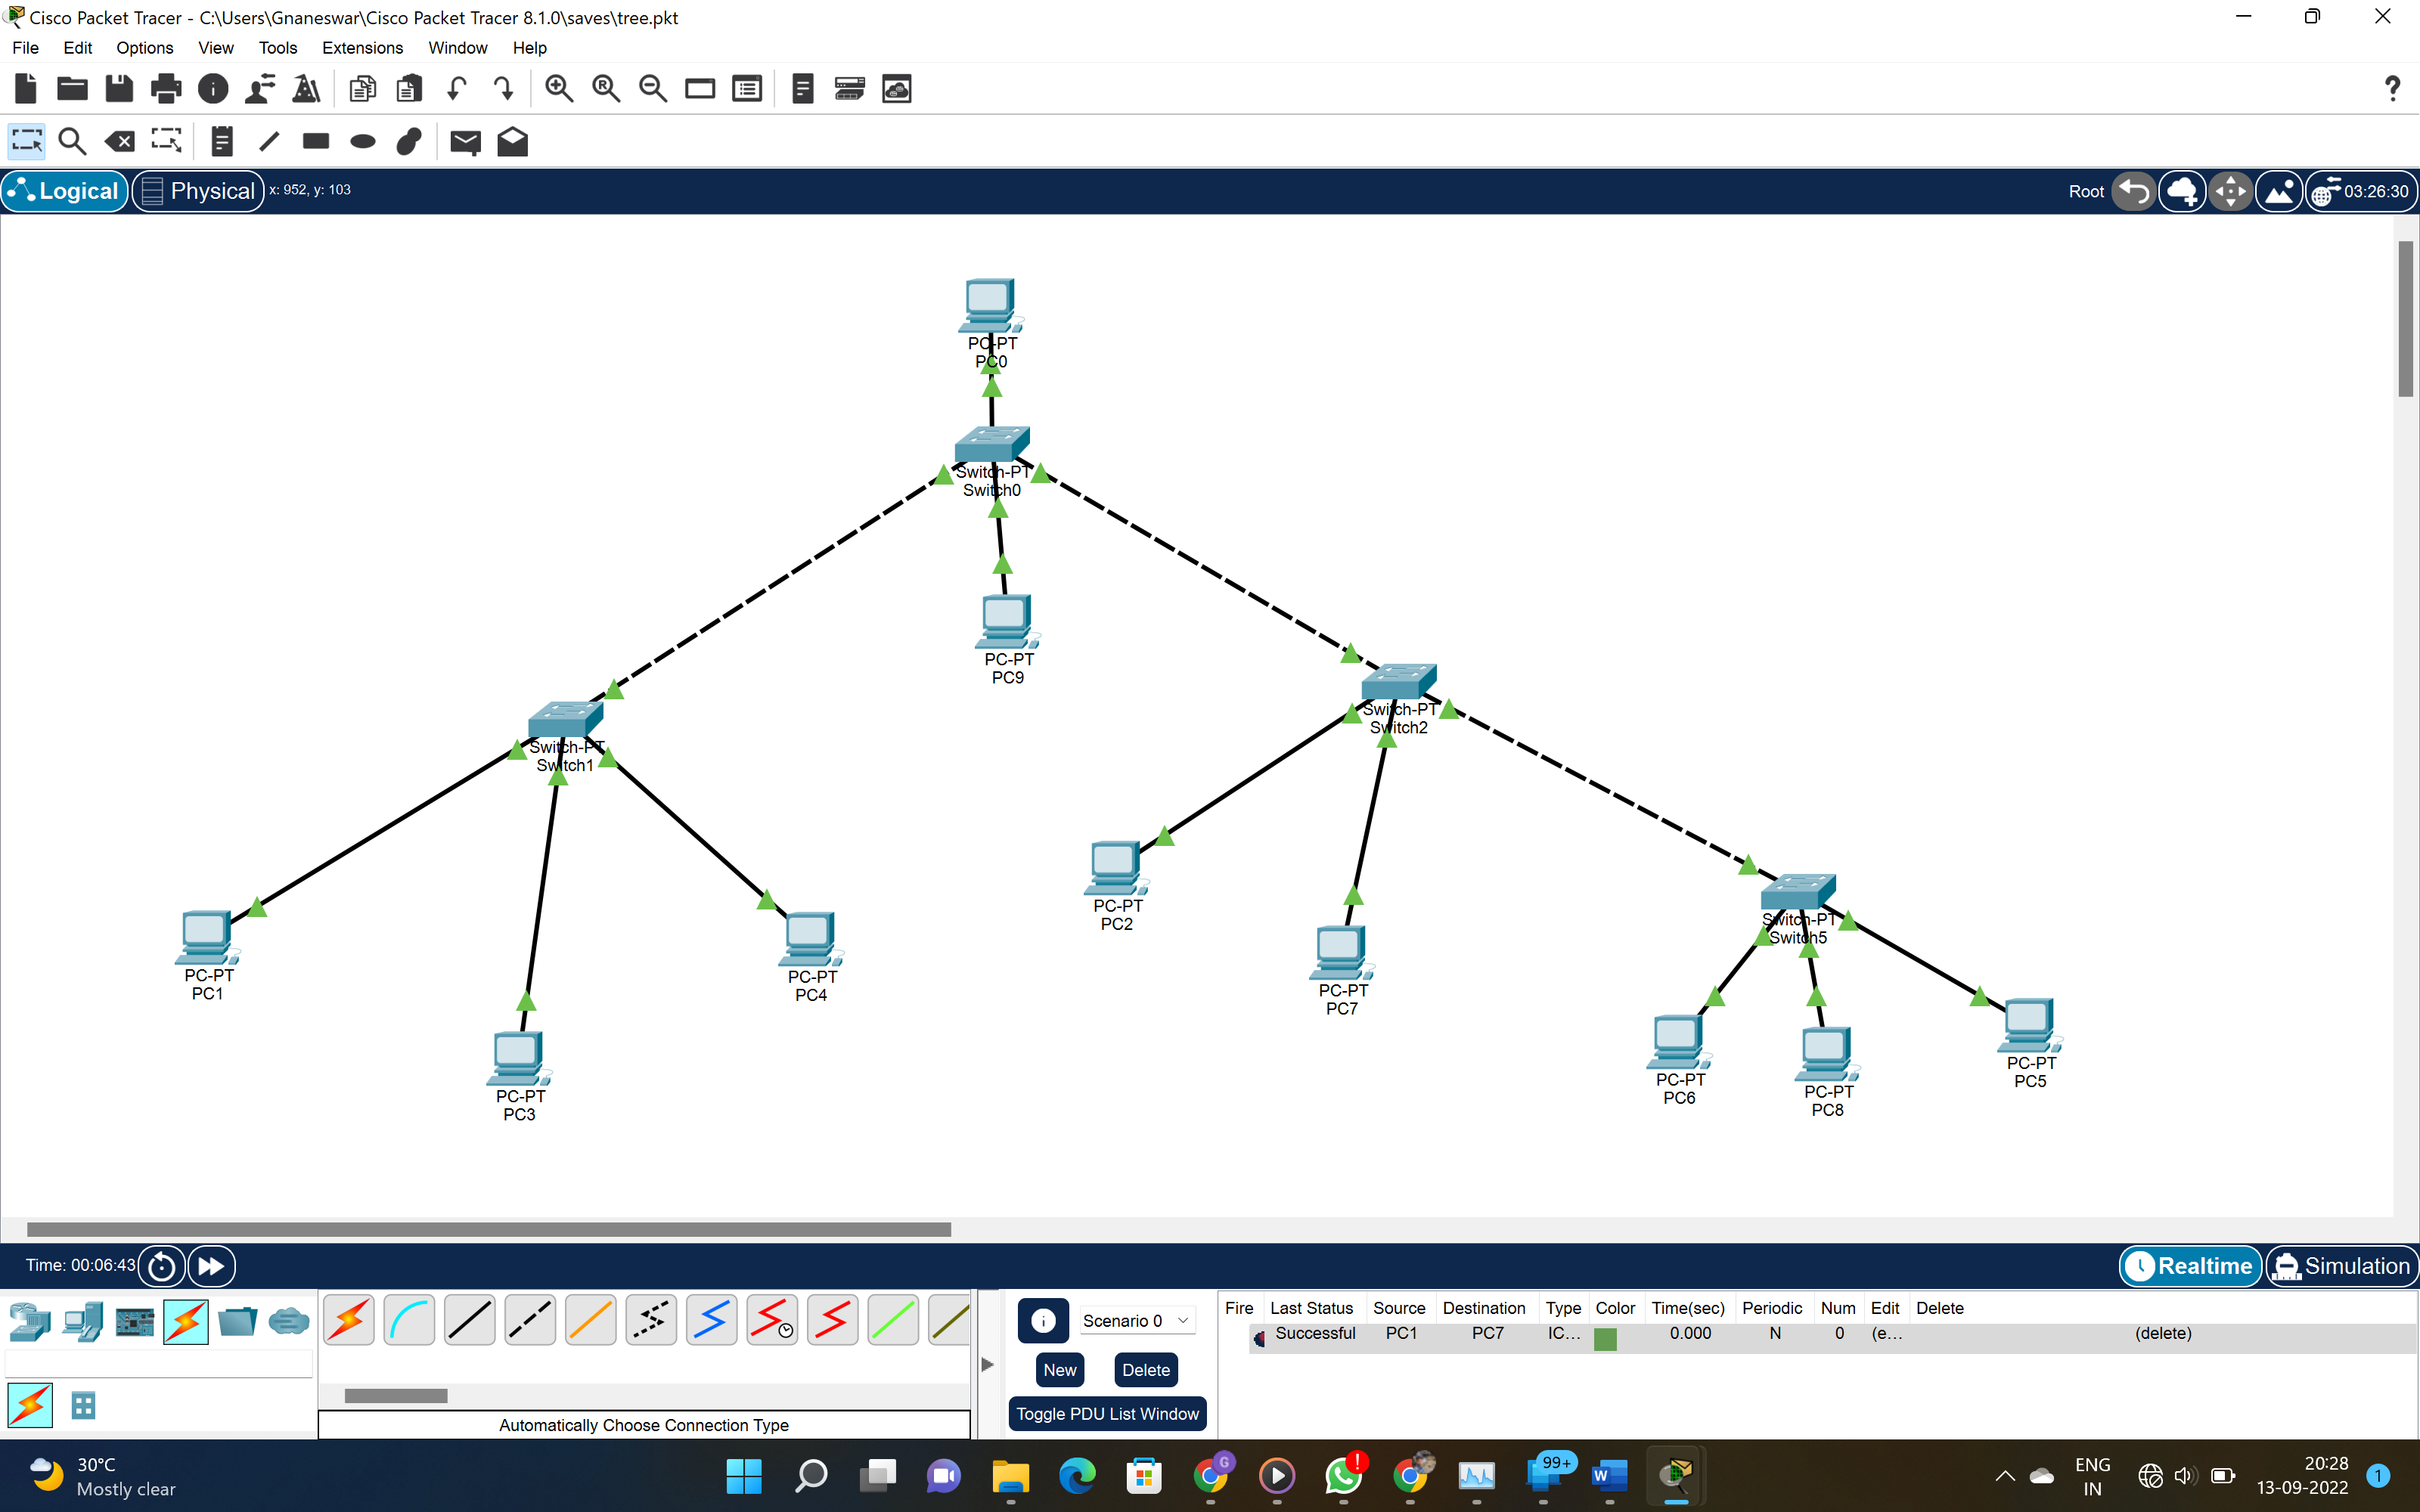 Cisco Packet Tracer - C:\Users\Gnaneswar\Cisco Packet Tracer 8.1.0\saves\tree.pkt
File Edit Options View Tools Extensions Window Help
Logical Physical x: 952, y: 103 Root 03:26:30
PC-PT
PC0
Switch-PT
Switch0
PC-PT
PC9
Switch-PT
Switch2
Switch-PT
Switch1
PC-PT
PC2
Switch-PT
Switch5
PC-PT
PC1
PC-PT
PC4
PC-PT
PC7
PC-PT
PC3
PC-PT
PC6
PC-PT
PC8
PC-PT
PC5
Time: 00:06:43 Realtime Simulation
Scenario 0
New Delete
Toggle PDU List Window
Fire Last Status Source Destination Type Color Time(sec) Periodic Num Edit Delete
Successful PC1 PC7 IC... 0.000 N 0 (e... (delete)
Automatically Choose Connection Type
30°C
Mostly clear
G
!
99+
W
ENG
IN
20:28
13-09-2022
1